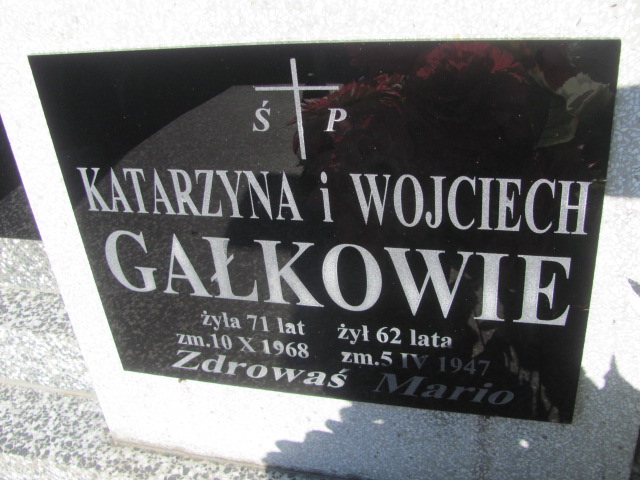 Ś P
KATARZYNA i WOJCIECH
GAŁKOWIE
żyła 71 lat żył 62 lata
zm.10 X 1968 zm.5 IV 1947
Zdrowaś Mario